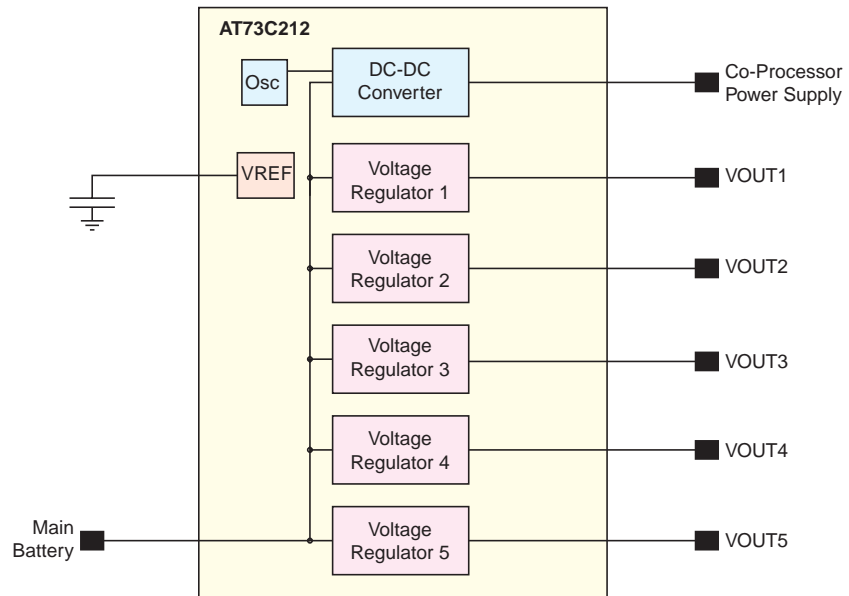 AT73C212
Osc
DC-DC
Converter
Co-Processor
Power Supply
VREF
Voltage
Regulator 1
VOUT1
Voltage
Regulator 2
VOUT2
Voltage
Regulator 3
VOUT3
Voltage
Regulator 4
VOUT4
Main
Battery
Voltage
Regulator 5
VOUT5